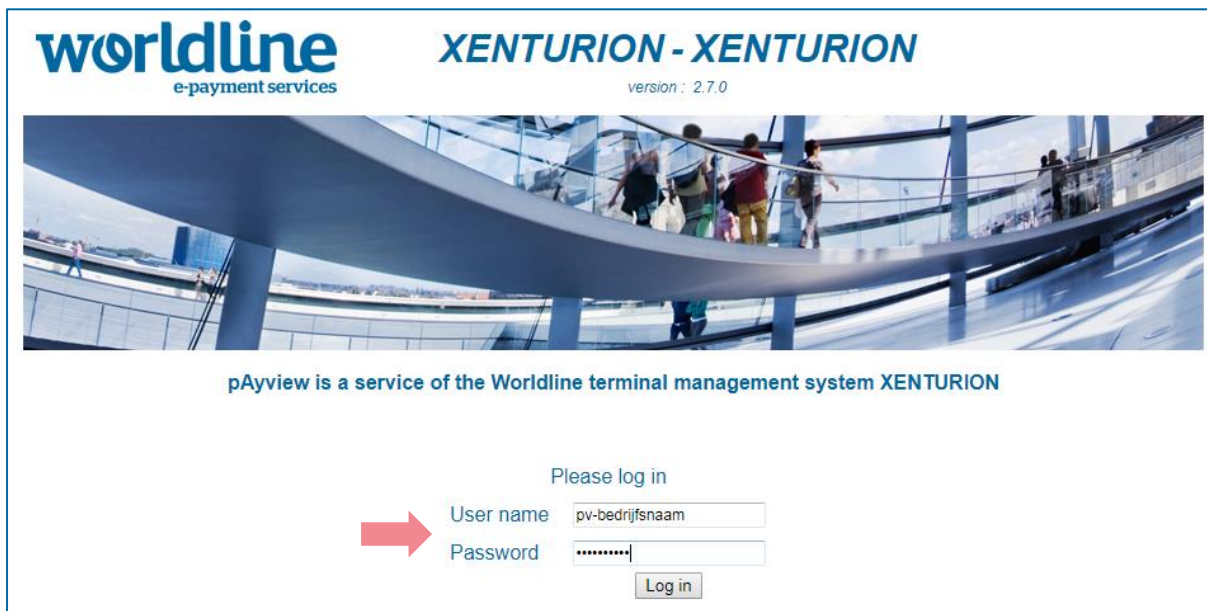 worldline
e-payment services
XENTURION - XENTURION
version : 2.7.0
pAyview is a service of the Worldline terminal management system XENTURION
Please log in
User name pv-bedrijfsnaam
Password ••••••••••
Log in